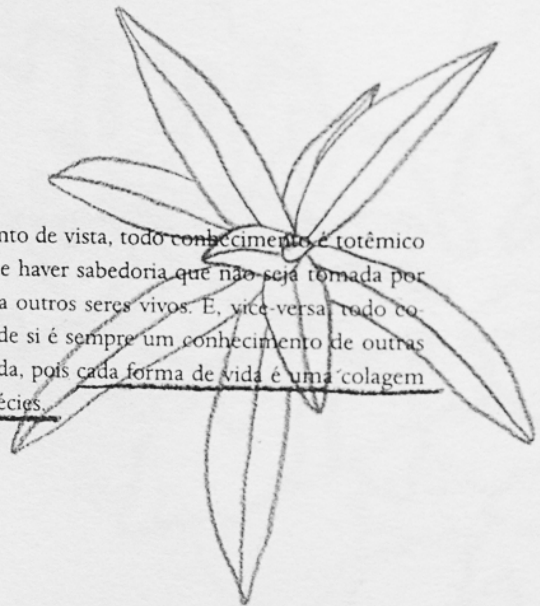 nto de vista, todo conhecimento é totêmico
e haver sabedoria que não seja tomada por
a outros seres vivos. E, vice-versa, todo co-
de si é sempre um conhecimento de outras
da, pois cada forma de vida é uma colagem
écies.